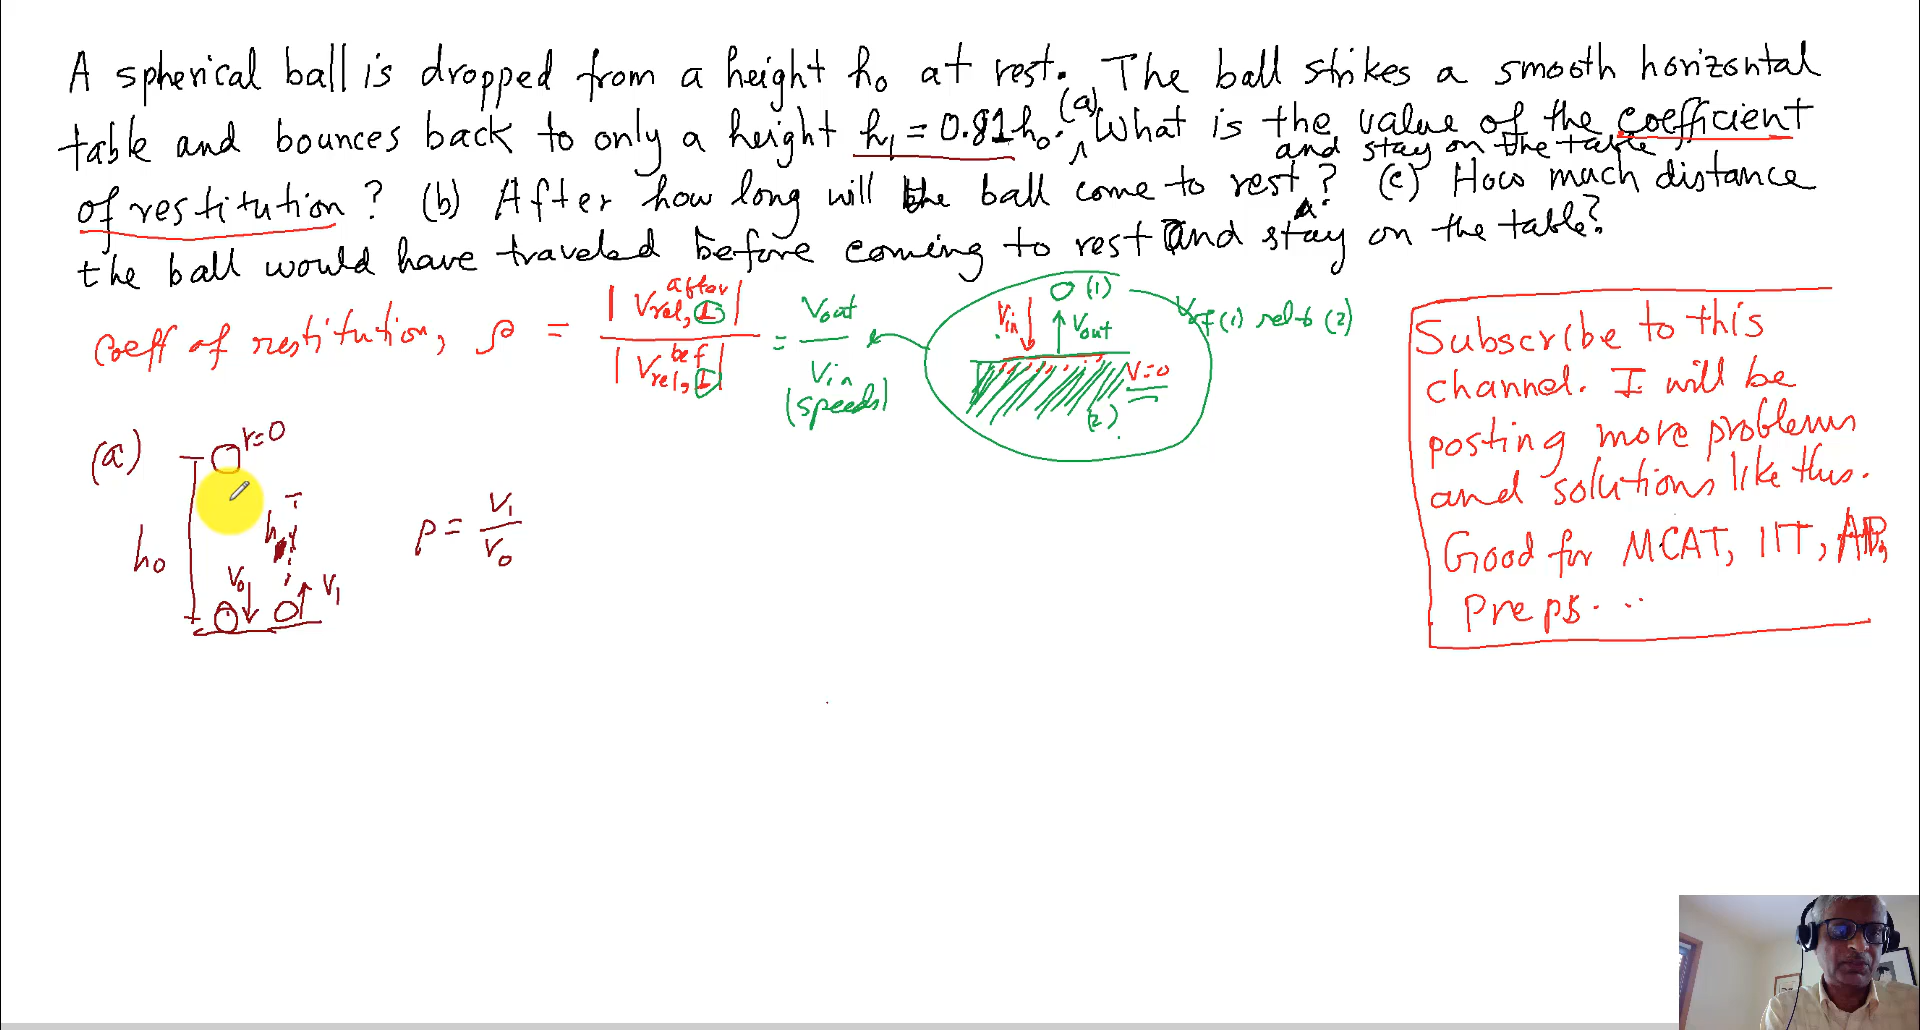 A spherical ball is dropped from a height h₀ at rest. The ball strikes a smooth horizontal
table and bounces back to only a height h₁ = 0.81h₀. (a) What is the value of the coefficient
and stay on the table
of restitution? (b) After how long will the ball come to rest? (c) How much distance
the ball would have traveled before coming to rest and stay on the table?
Coeff of restitution, ρ = |V_rel,⊥^after| / |V_rel,⊥^bef| = V_out / V_in
(speeds)
O (1)
V_in
V_out
V=0
(2)
V of (1) rel to (2)
Subscribe to this
channel. I will be
posting more problems
and solutions like this.
Good for MCAT, IIT, AP,
Preps...
(a)
V=0
h₀
h₁
V₀
V₁
ρ = V₁ / V₀